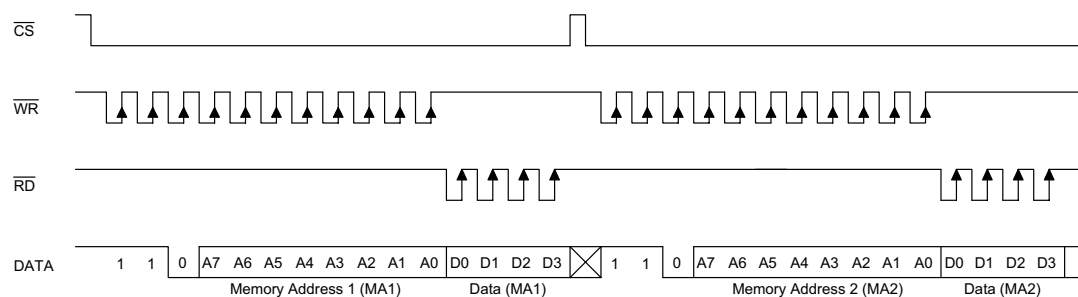 CS
WR
RD
DATA 1 1 0 A7 A6 A5 A4 A3 A2 A1 A0 D0 D1 D2 D3 1 1 0 A7 A6 A5 A4 A3 A2 A1 A0 D0 D1 D2 D3
Memory Address 1 (MA1) Data (MA1) Memory Address 2 (MA2) Data (MA2)